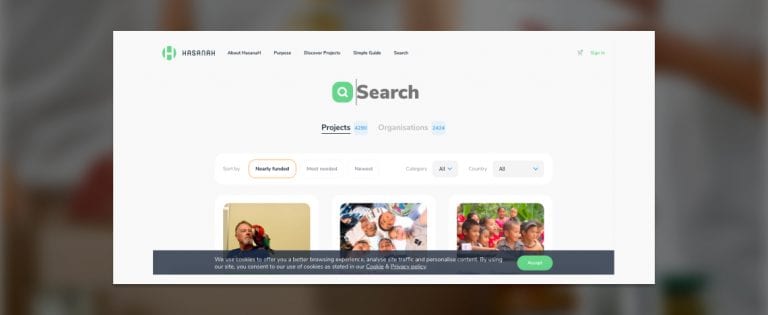 HASANAH
About HasanaH Purpose Discover Projects Simple Guide Search
Sign In
Search
Projects 4290 Organisations 2424
Sort by Nearly funded Most needed Newest Category All Country All
We use cookies to offer you a better browsing experience, analyse site traffic and personalise content. By using
our site, you consent to our use of cookies as stated in our Cookie & Privacy policy.
Accept